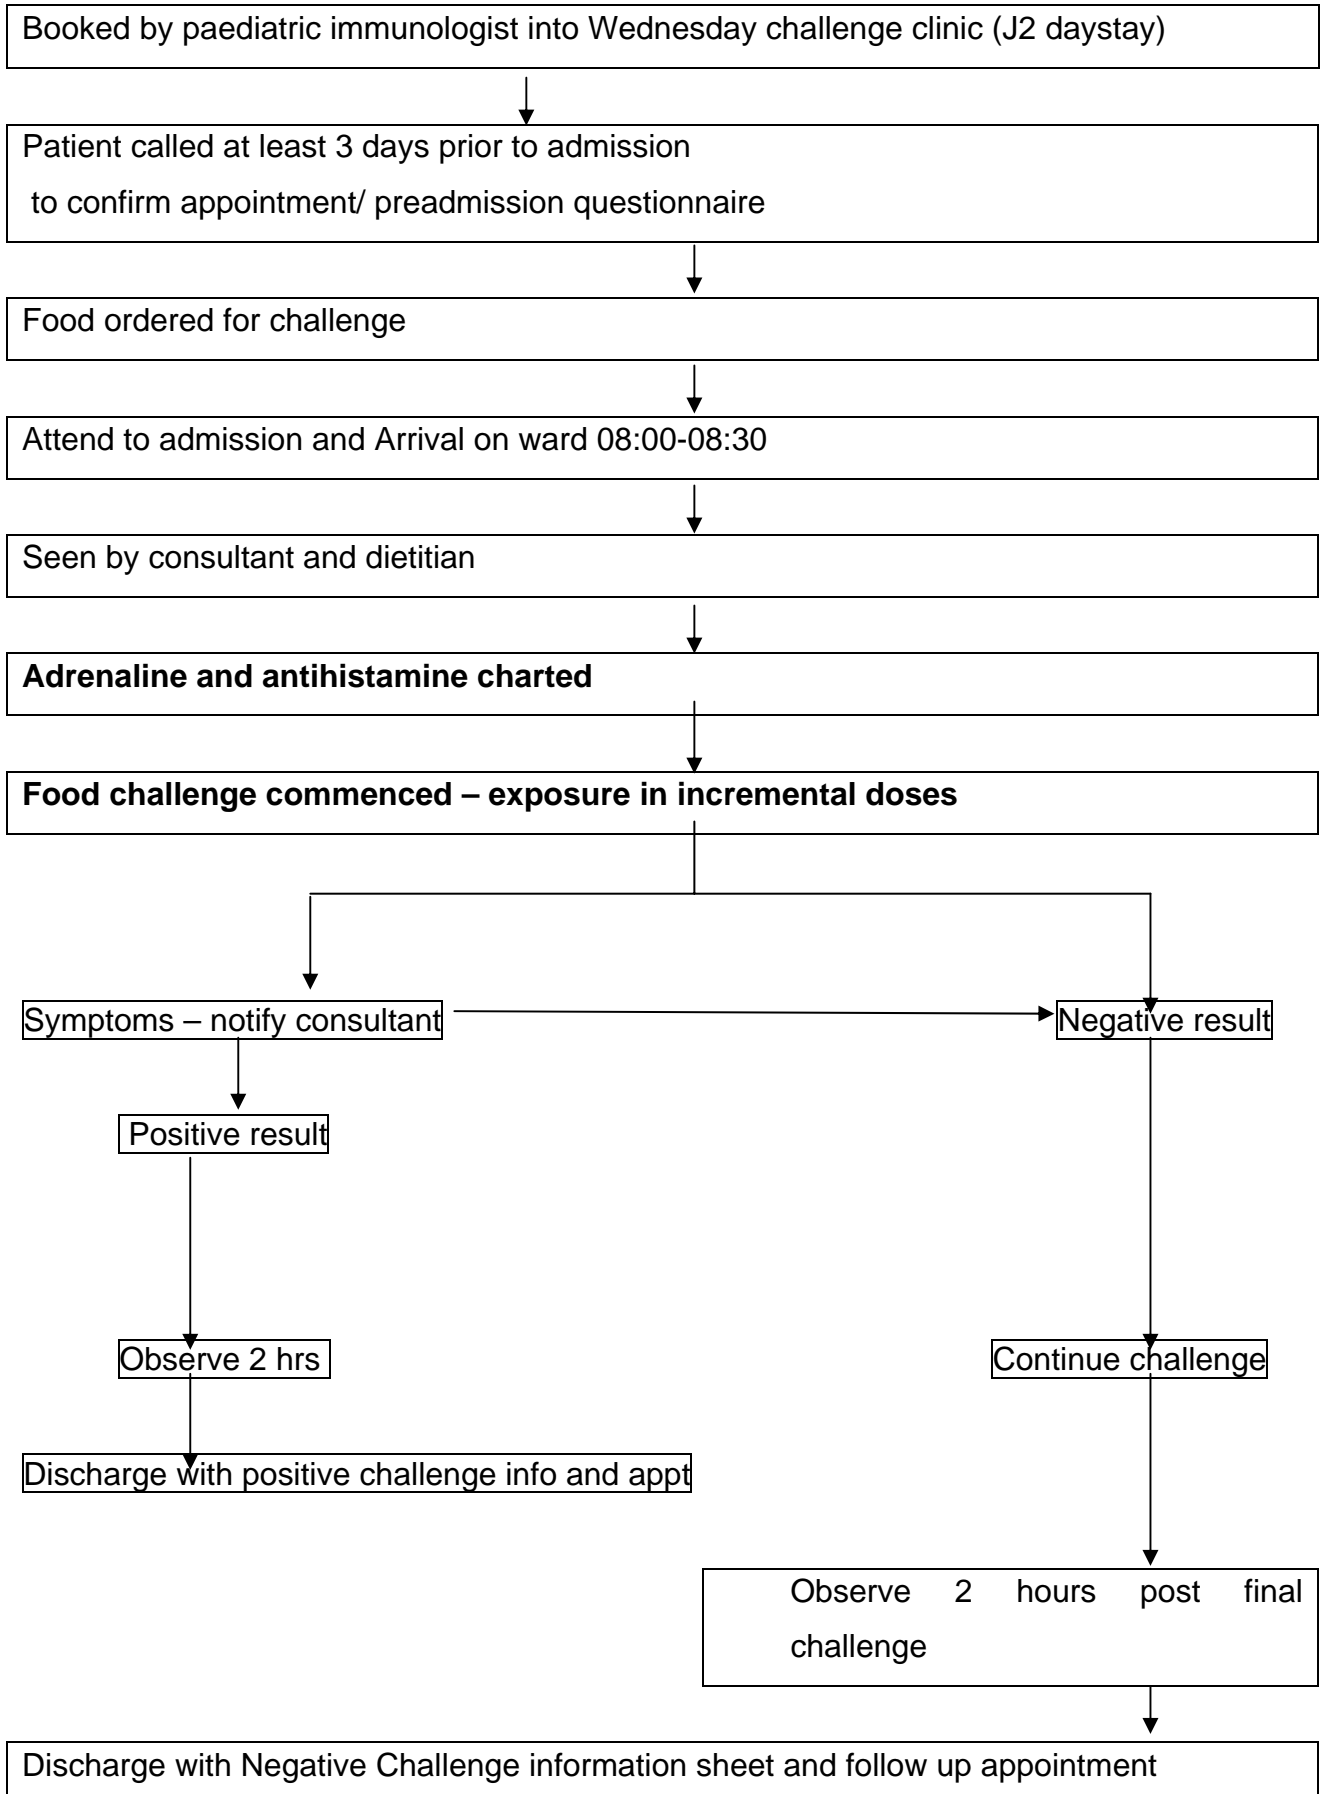 Booked by paediatric immunologist into Wednesday challenge clinic (J2 daystay)
Patient called at least 3 days prior to admission
to confirm appointment/ preadmission questionnaire
Food ordered for challenge
Attend to admission and Arrival on ward 08:00-08:30
Seen by consultant and dietitian
Adrenaline and antihistamine charted
Food challenge commenced – exposure in incremental doses
Symptoms – notify consultant
Negative result
Positive result
Observe 2 hrs
Continue challenge
Discharge with positive challenge info and appt
Observe 2 hours post final
challenge
Discharge with Negative Challenge information sheet and follow up appointment